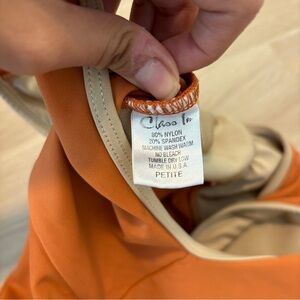 80% NYLON
20% SPANDEX
MACHINE WASH WARM
NO BLEACH
TUMBLE DRY LOW
MADE IN U.S.A
PETITE